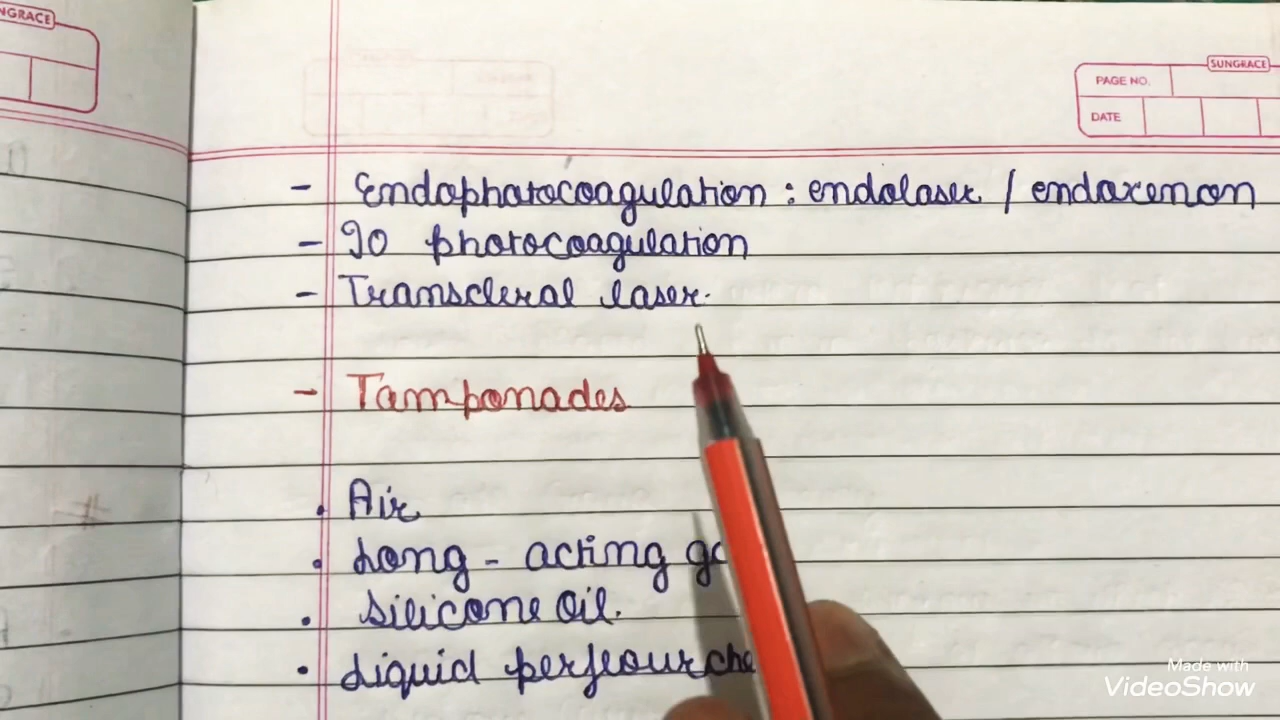 NGRACE
SUNGRACE
PAGE NO.
DATE
- Endophotocoagulation : endolaser / endoxenon
- IO photocoagulation
- Transcleral laser.
- Tamponades
• Air
• Long - acting
• Silicone Oil.
• Liquid
Made with
VideoShow